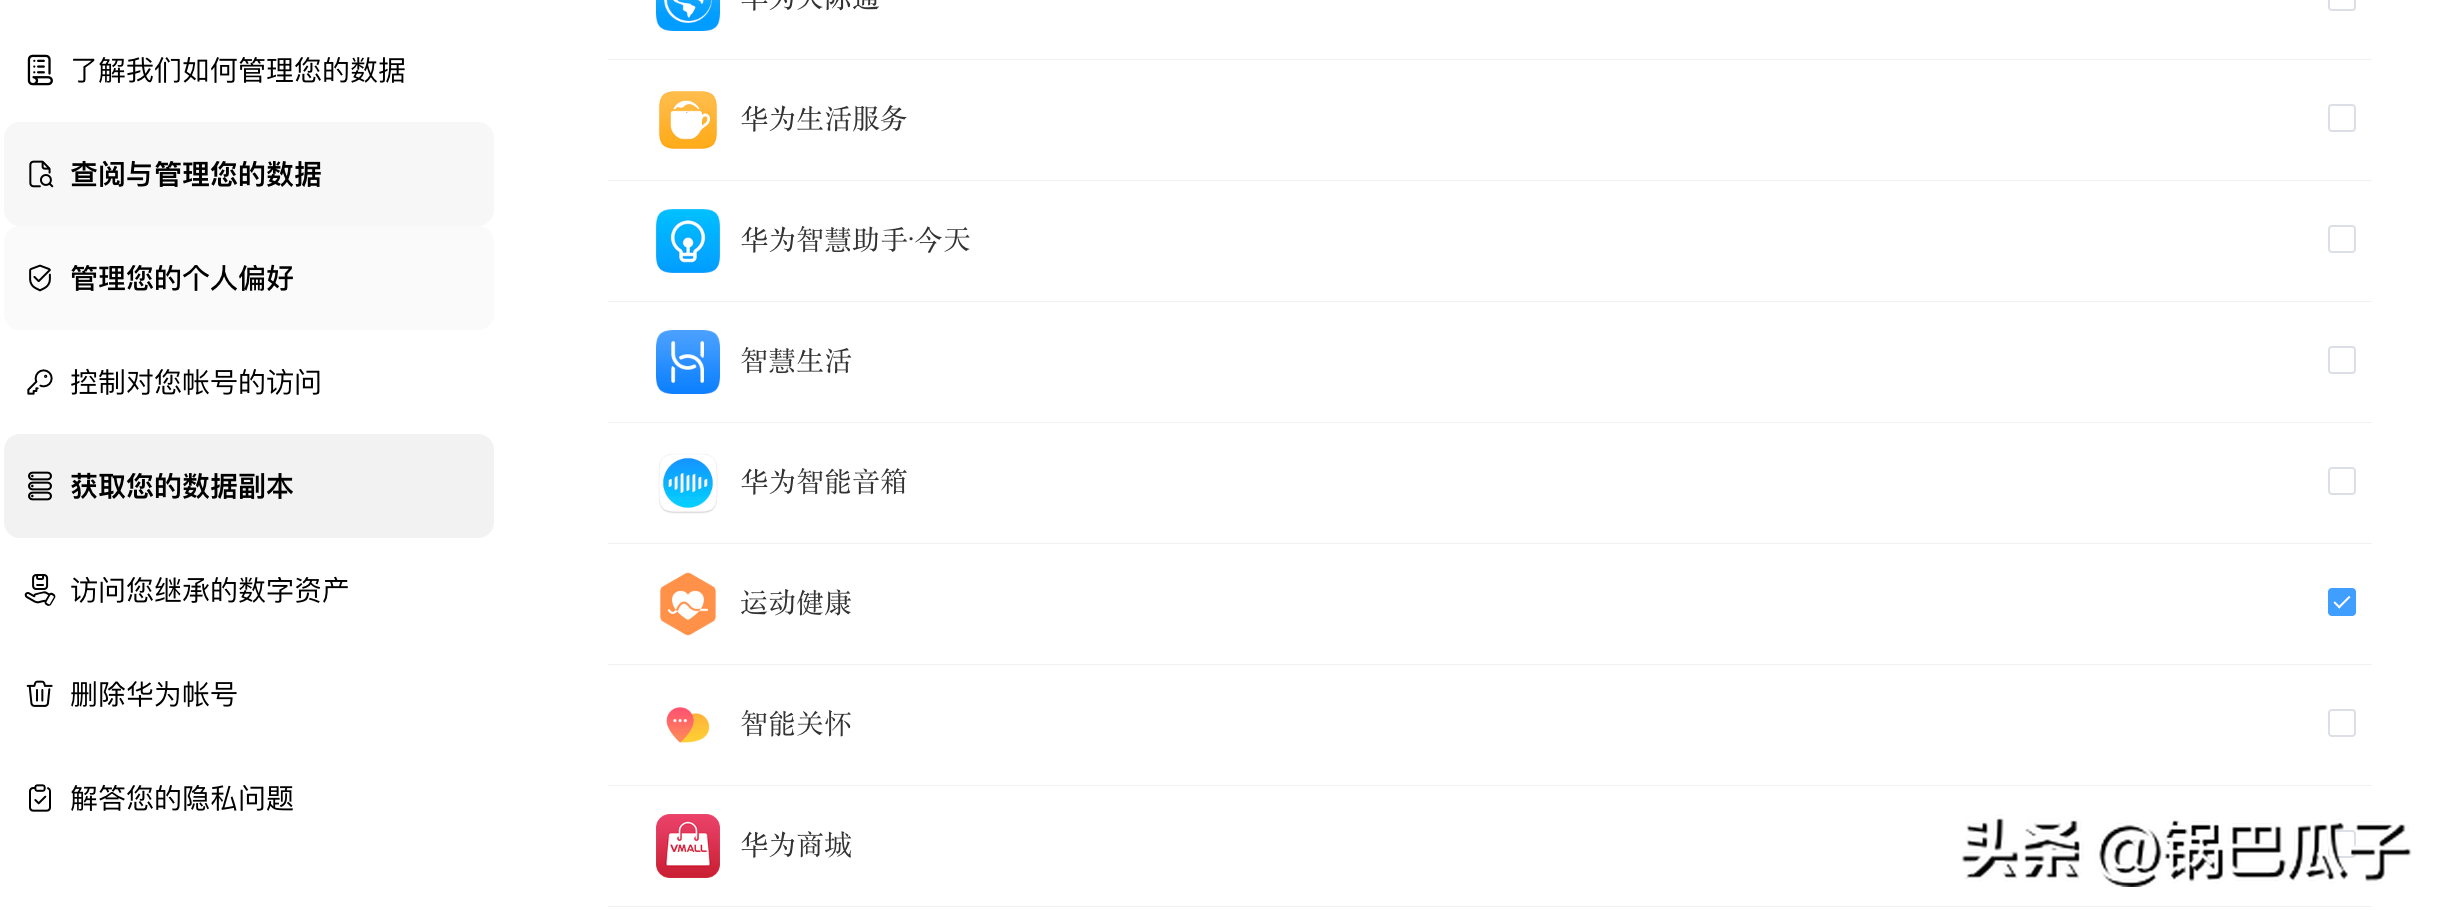 了解我们如何管理您的数据
查阅与管理您的数据
管理您的个人偏好
控制对您帐号的访问
获取您的数据副本
访问您继承的数字资产
删除华为帐号
解答您的隐私问题
华为天际通
华为生活服务
华为智慧助手·今天
智慧生活
华为智能音箱
运动健康
智能关怀
VMALL
华为商城
头条 @锅巴瓜子